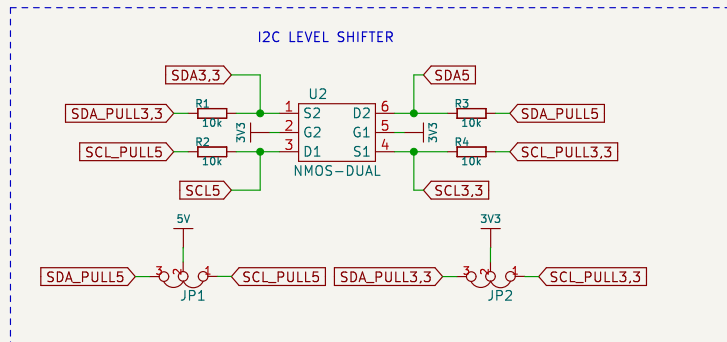 I2C LEVEL SHIFTER
SDA3,3
SDA5
U2
SDA_PULL3,3
R1
10k
1
S2
D2
6
R3
10k
SDA_PULL5
3V3
2
G2
G1
5
3V3
SCL_PULL5
R2
10k
3
D1
S1
4
R4
10k
SCL_PULL3,3
NMOS-DUAL
SCL5
SCL3,3
5V
3V3
SDA_PULL5
3
2
1
SCL_PULL5
SDA_PULL3,3
3
2
1
SCL_PULL3,3
JP1
JP2